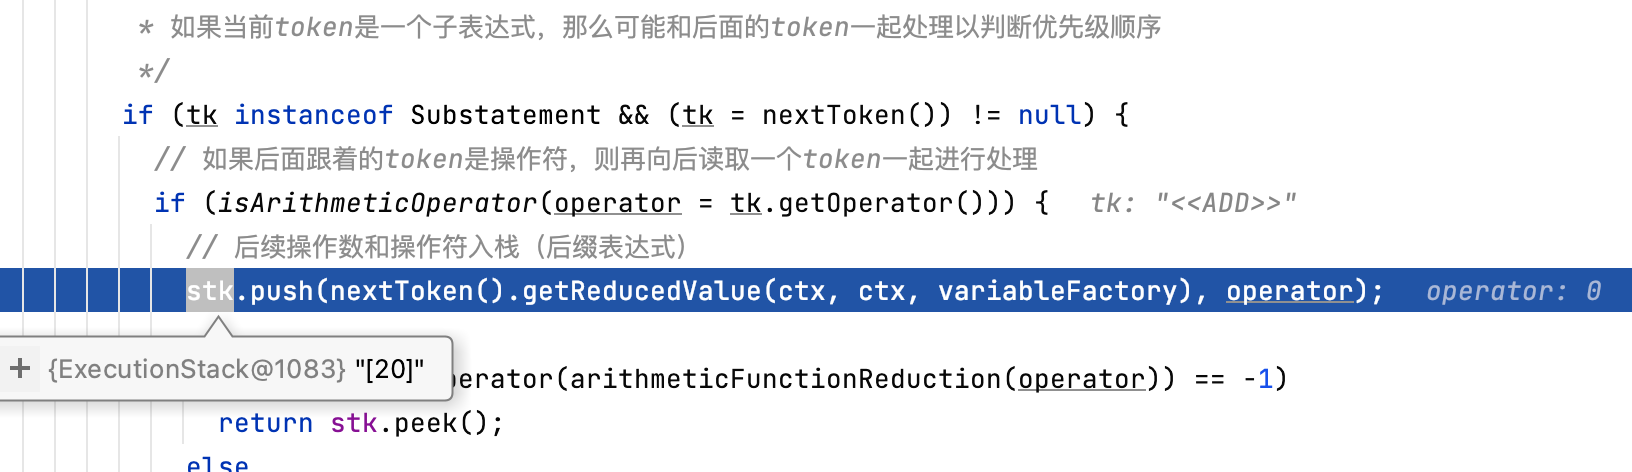 * 如果当前token是一个子表达式，那么可能和后面的token一起处理以判断优先级顺序
*/
if (tk instanceof Substatement && (tk = nextToken()) != null) {
// 如果后面跟着的token是操作符，则再向后读取一个token一起进行处理
if (isArithmeticOperator(operator = tk.getOperator())) { tk: "<<ADD>>"
// 后续操作数和操作符入栈（后缀表达式）
stk.push(nextToken().getReducedValue(ctx, ctx, variableFactory), operator); operator: 0
+ {ExecutionStack@1083} "[20]"
perator(arithmeticFunctionReduction(operator)) == -1)
return stk.peek();
else